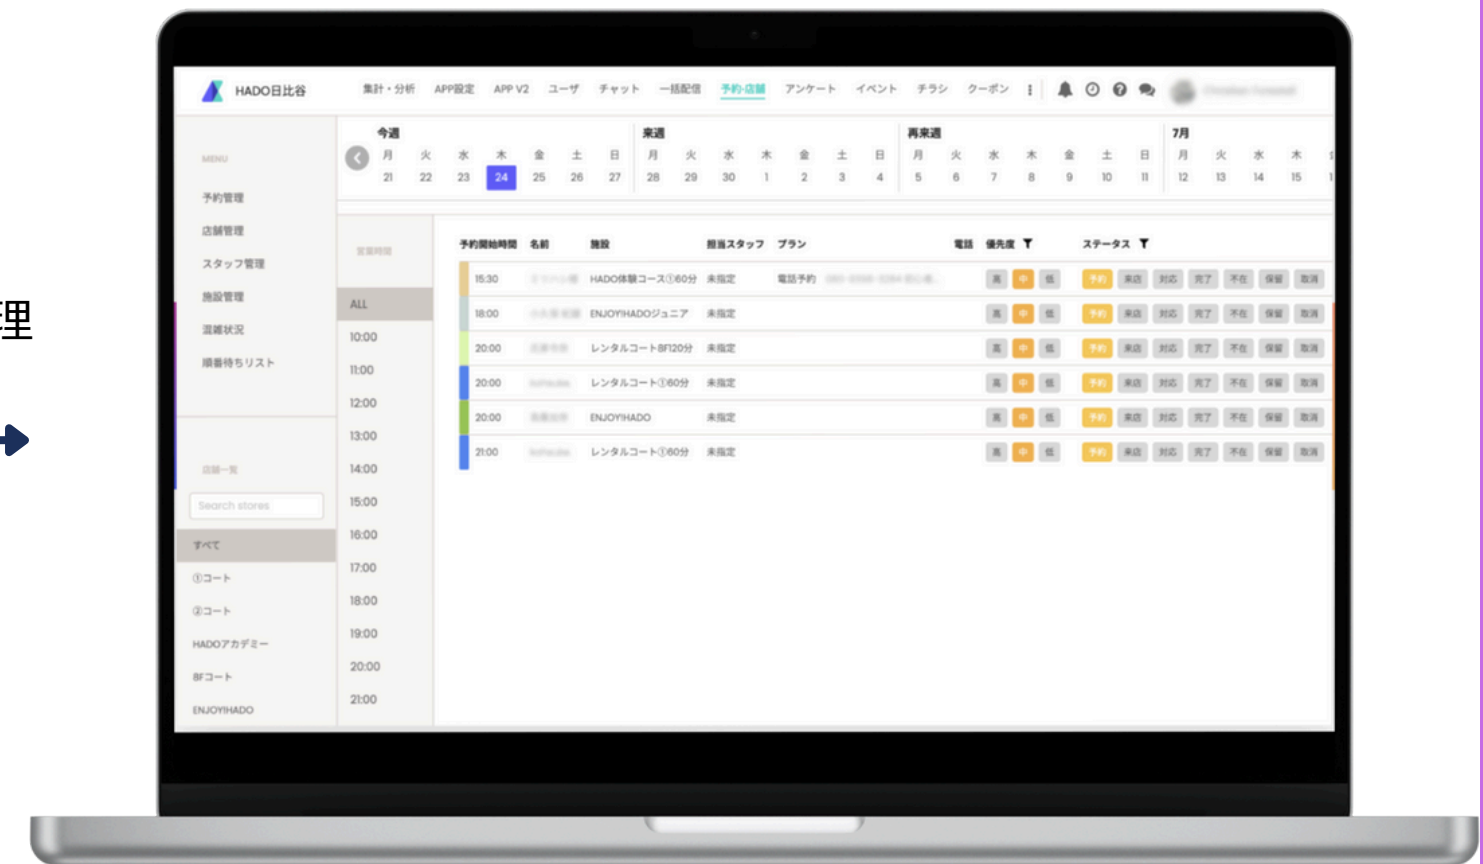 理
HADO日比谷 集計・分析 APP設定 APP V2 ユーザ チャット 一括配信 予約・店舗 アンケート イベント チラシ クーポン
今週 来週 再来週 7月
MENU 月 火 水 木 金 土 日 月 火 水 木 金 土 日 月 火 水 木 金 土 日 月 火 水 木
21 22 23 24 25 26 27 28 29 30 1 2 3 4 5 6 7 8 9 10 11 12 13 14 15 1
予約管理
店舗管理
スタッフ管理
施設管理
混雑状況
順番待ちリスト
店舗一覧
Search stores
すべて
①コート
②コート
HADOアカデミー
8Fコート
ENJOY!HADO
営業時間
ALL
10:00
11:00
12:00
13:00
14:00
15:00
16:00
17:00
18:00
19:00
20:00
21:00
予約開始時間 名前 施設 担当スタッフ プラン 電話 優先度 ステータス
15:30 HADO体験コース①60分 未指定 電話予約 高 中 低 予約 来店 対応 完了 不在 保留 取消
18:00 ENJOY!HADOジュニア 未指定 高 中 低 予約 来店 対応 完了 不在 保留 取消
20:00 レンタルコート8F120分 未指定 高 中 低 予約 来店 対応 完了 不在 保留 取消
20:00 レンタルコート①60分 未指定 高 中 低 予約 来店 対応 完了 不在 保留 取消
20:00 ENJOY!HADO 未指定 高 中 低 予約 来店 対応 完了 不在 保留 取消
21:00 レンタルコート①60分 未指定 高 中 低 予約 来店 対応 完了 不在 保留 取消